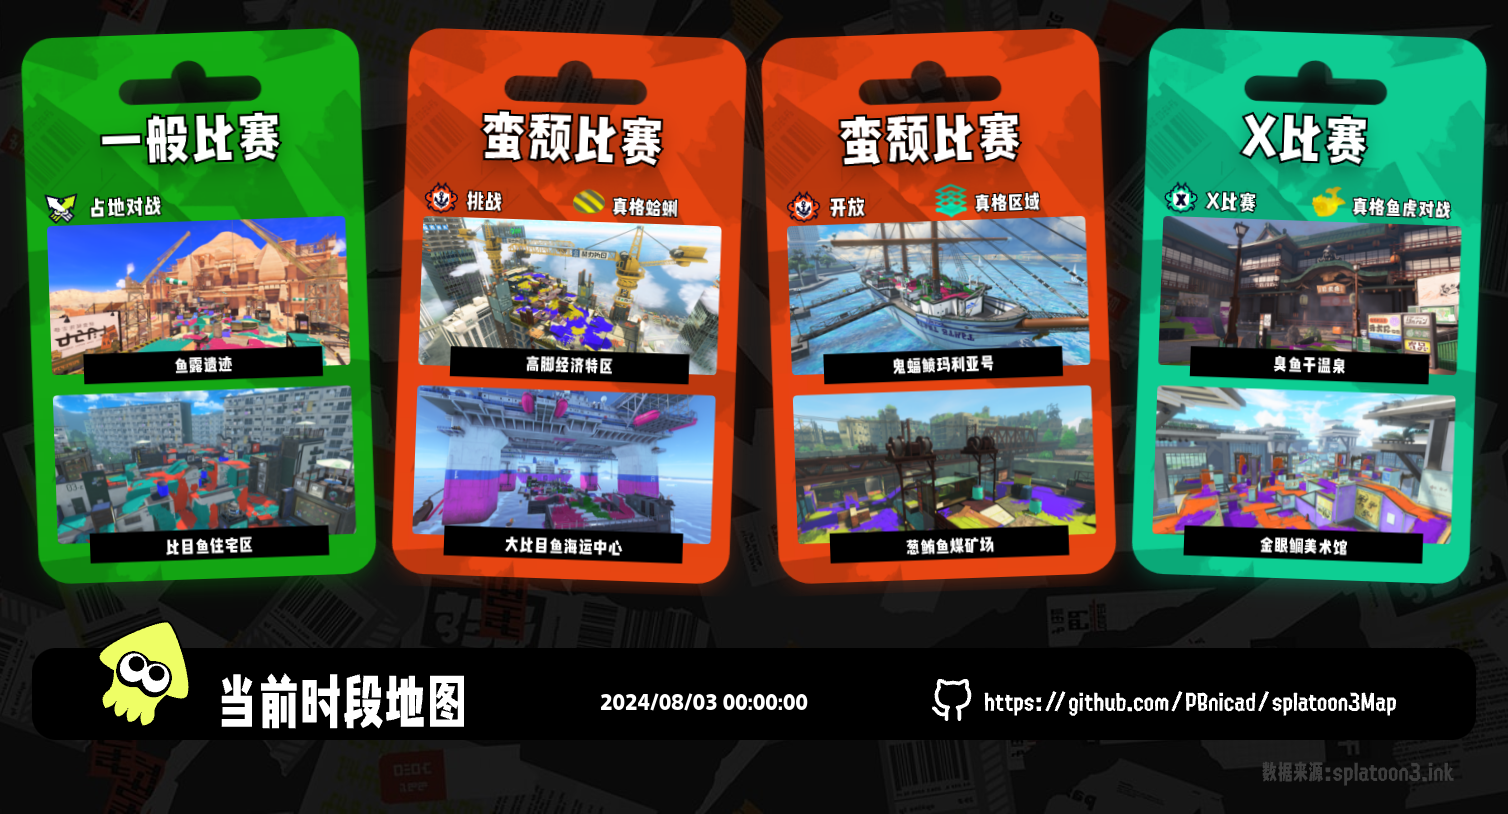 一般比赛
占地对战
鱼露遗迹
比目鱼住宅区
蛮颓比赛
挑战
真格蛤蜊
高脚经济特区
大比目鱼海运中心
蛮颓比赛
开放
真格区域
鬼蝠鲼玛利亚号
葱鲔鱼煤矿场
X比赛
X比赛
真格鱼虎对战
臭鱼干温泉
金眼鲷美术馆
当前时段地图
2024/08/03 00:00:00
https://github.com/PBnicad/splatoon3Map
数据来源:splatoon3.ink